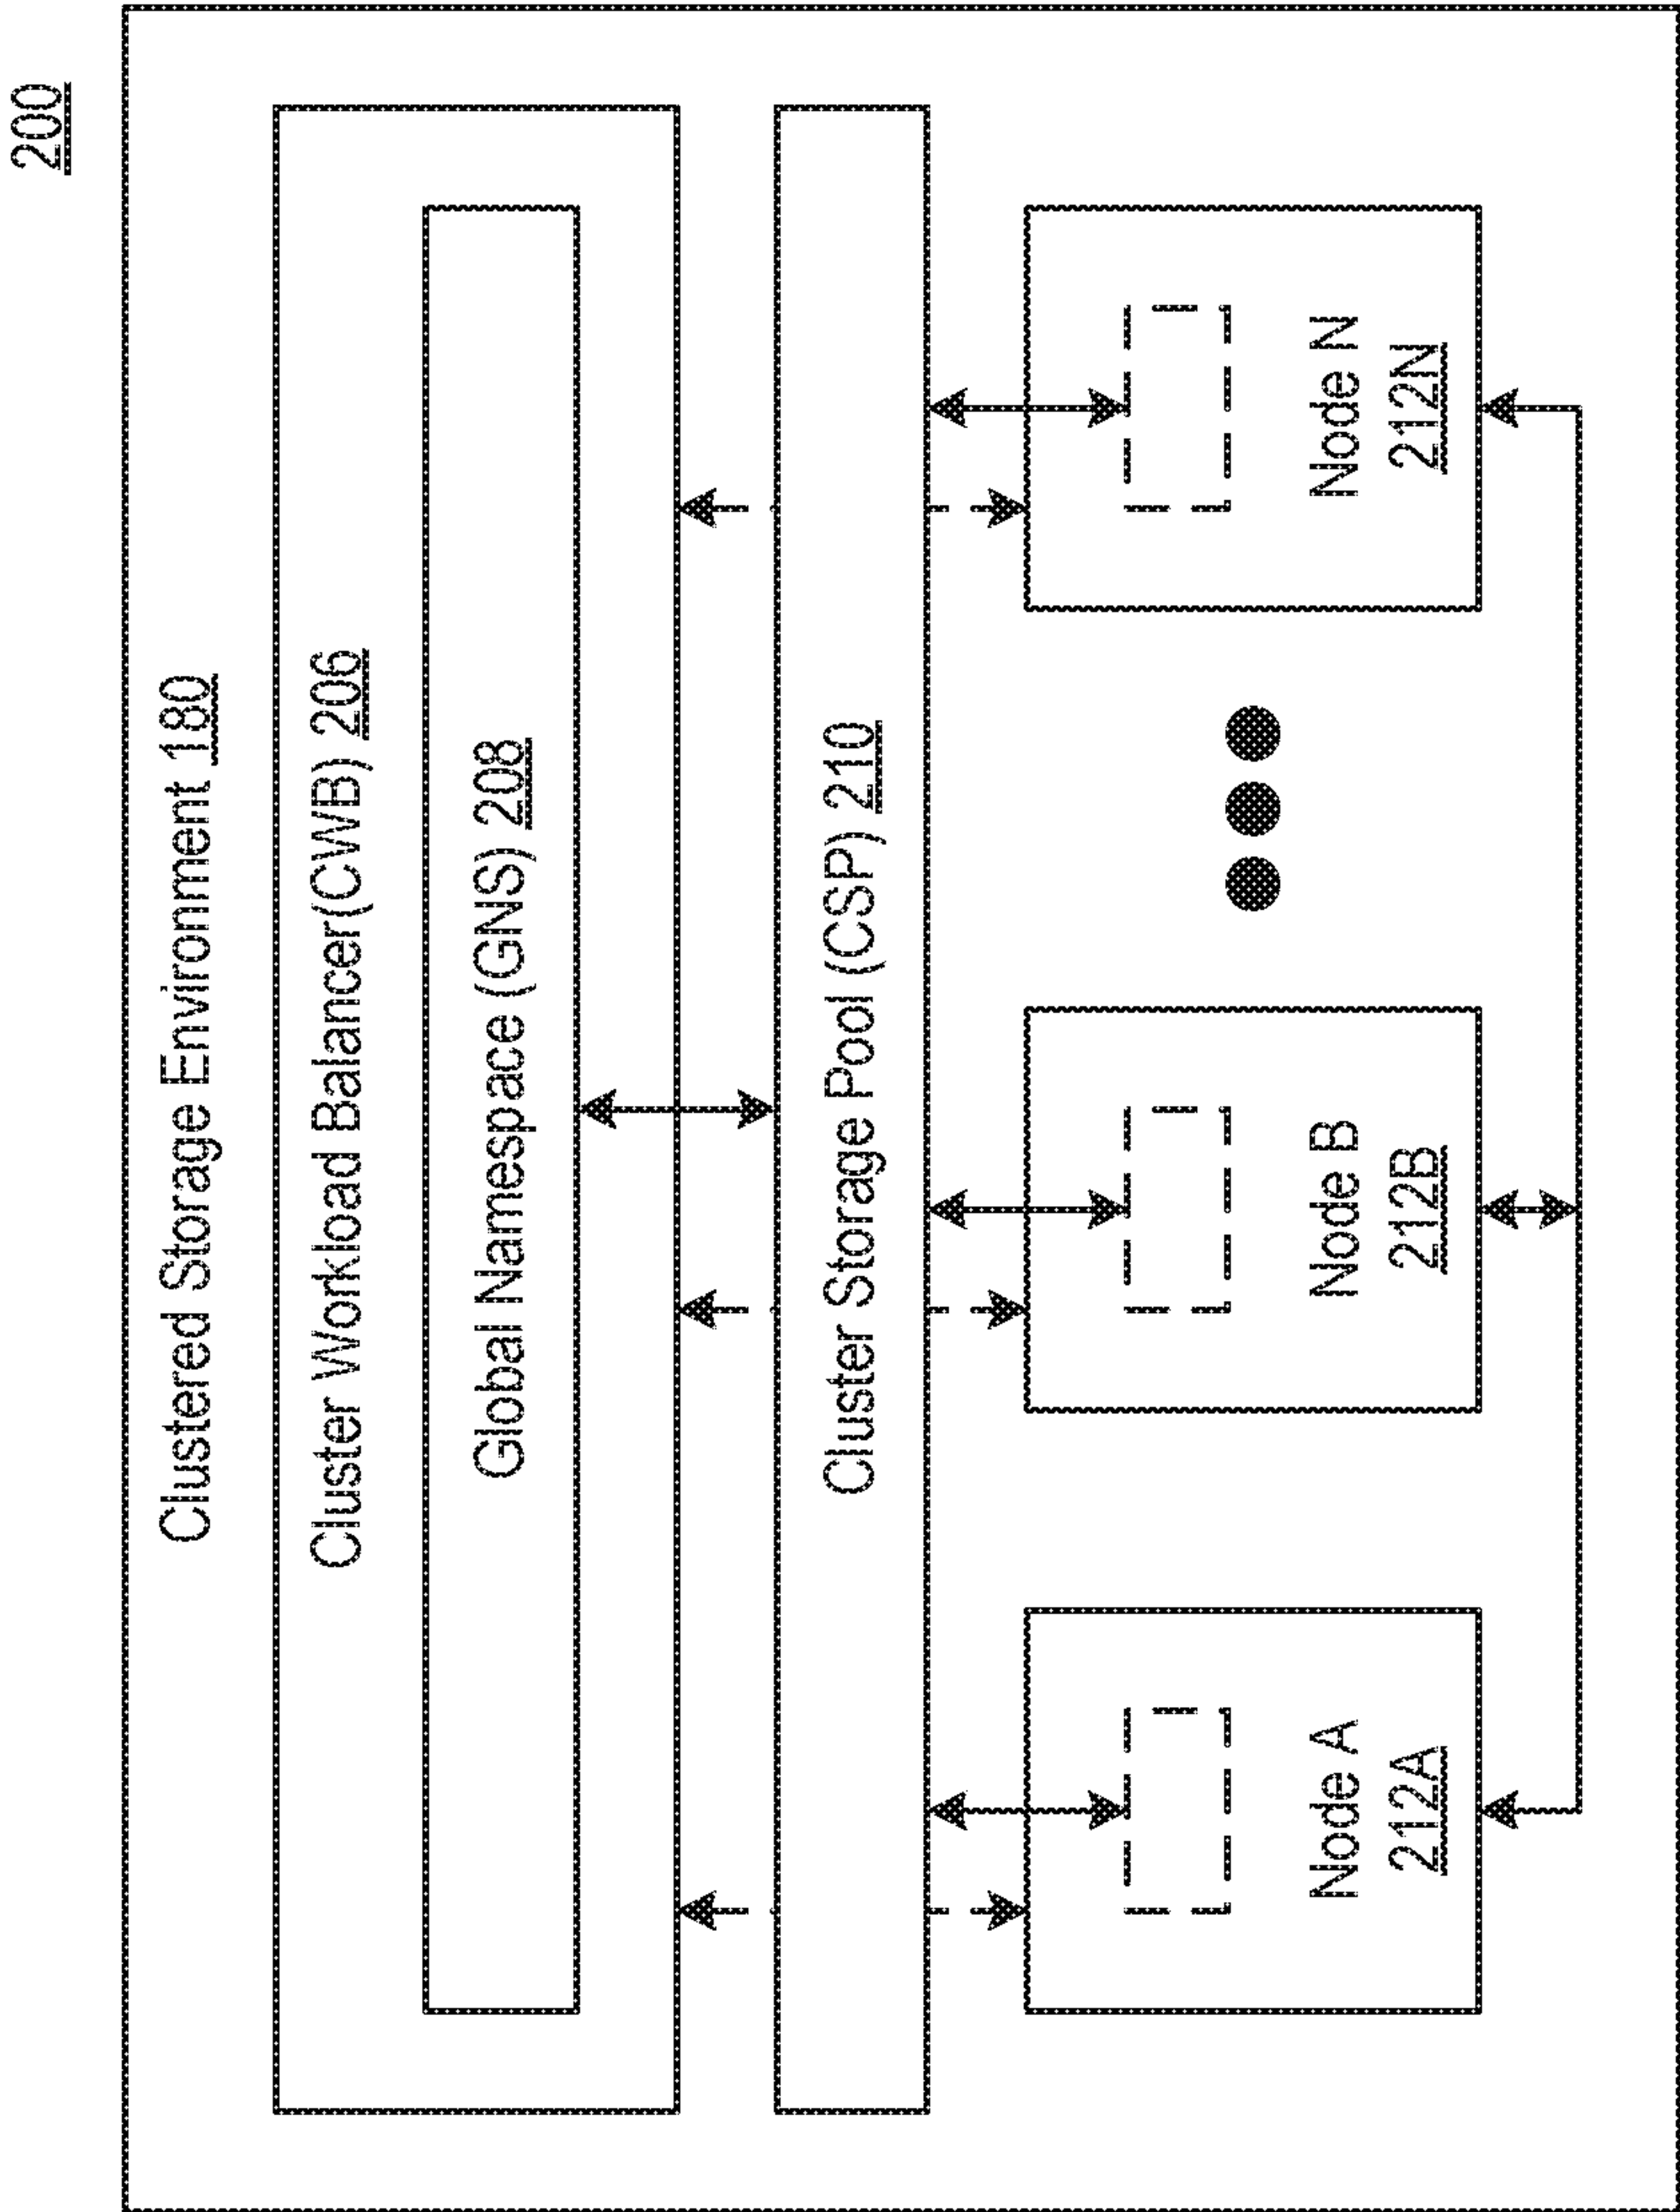 200
Clustered Storage Environment 180
Cluster Workload Balancer(CWB) 206
Global Namespace (GNS) 208
Cluster Storage Pool (CSP) 210
Node A
212A
Node B
212B
Node N
212N